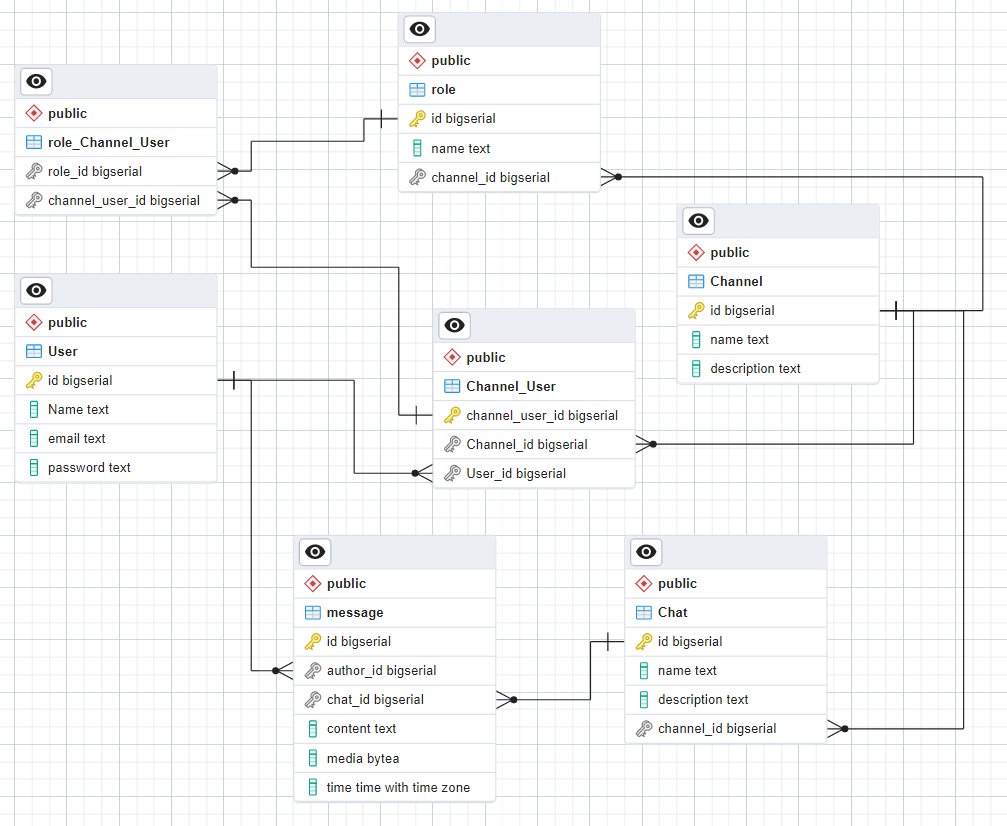 public
role
id bigserial
name text
channel_id bigserial
public
role_Channel_User
role_id bigserial
channel_user_id bigserial
public
Channel
id bigserial
name text
description text
public
User
id bigserial
Name text
email text
password text
public
Channel_User
channel_user_id bigserial
Channel_id bigserial
User_id bigserial
public
message
id bigserial
author_id bigserial
chat_id bigserial
content text
media bytea
time time with time zone
public
Chat
id bigserial
name text
description text
channel_id bigserial